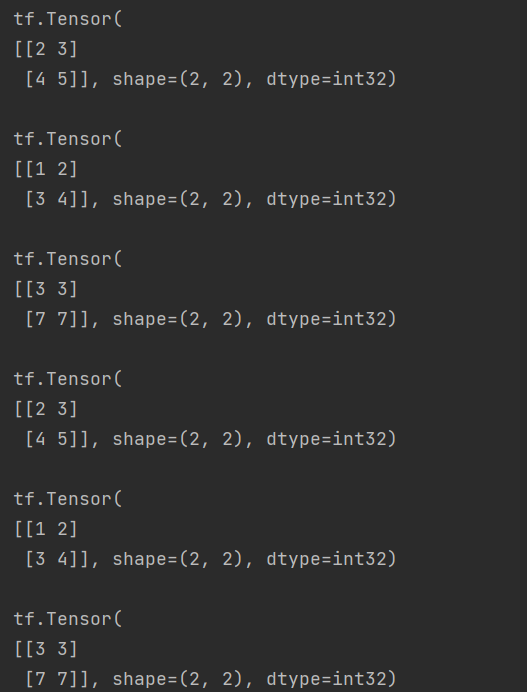 tf.Tensor(
[[2 3]
 [4 5]], shape=(2, 2), dtype=int32)
tf.Tensor(
[[1 2]
 [3 4]], shape=(2, 2), dtype=int32)
tf.Tensor(
[[3 3]
 [7 7]], shape=(2, 2), dtype=int32)
tf.Tensor(
[[2 3]
 [4 5]], shape=(2, 2), dtype=int32)
tf.Tensor(
[[1 2]
 [3 4]], shape=(2, 2), dtype=int32)
tf.Tensor(
[[3 3]
 [7 7]], shape=(2, 2), dtype=int32)